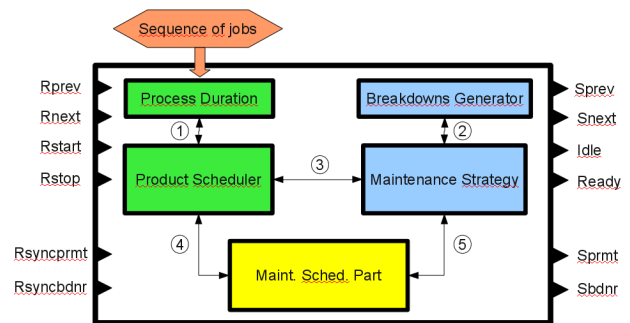 Sequence of jobs
Rprev
Process Duration
Breakdowns Generator
Sprev
Rnext
①
②
Snext
Rstart
Product Scheduler
③
Maintenance Strategy
Idle
Rstop
Ready
④
⑤
Rsyncprmt
Maint. Sched. Part
Sprmt
Rsyncbdnr
Sbdnr